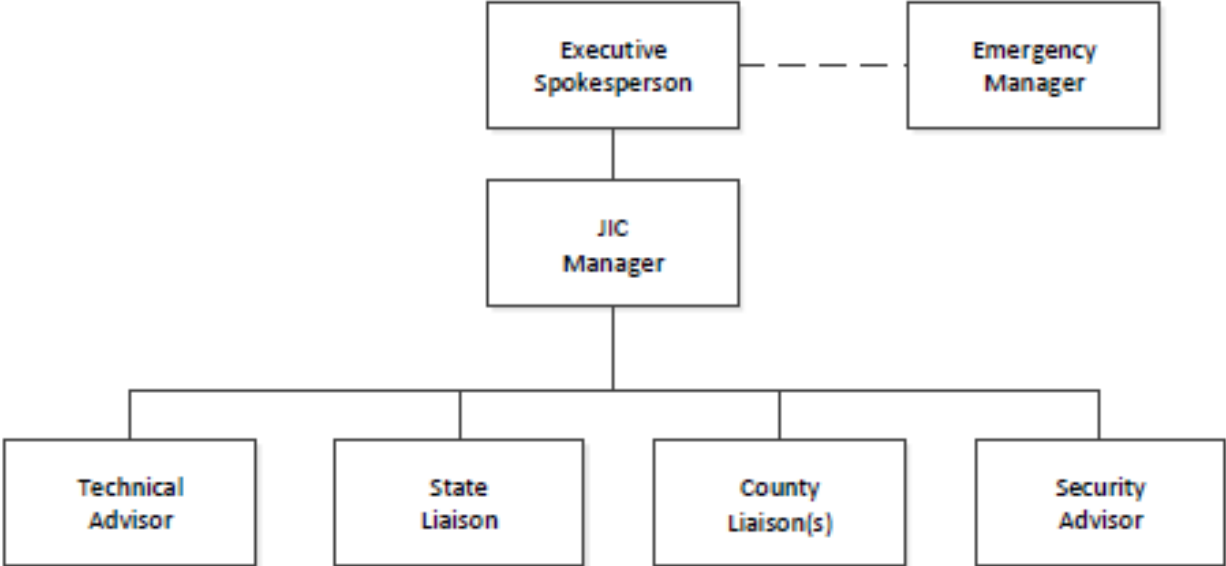 Executive
Spokesperson
Emergency
Manager
JIC
Manager
Technical
Advisor
State
Liaison
County
Liaison(s)
Security
Advisor